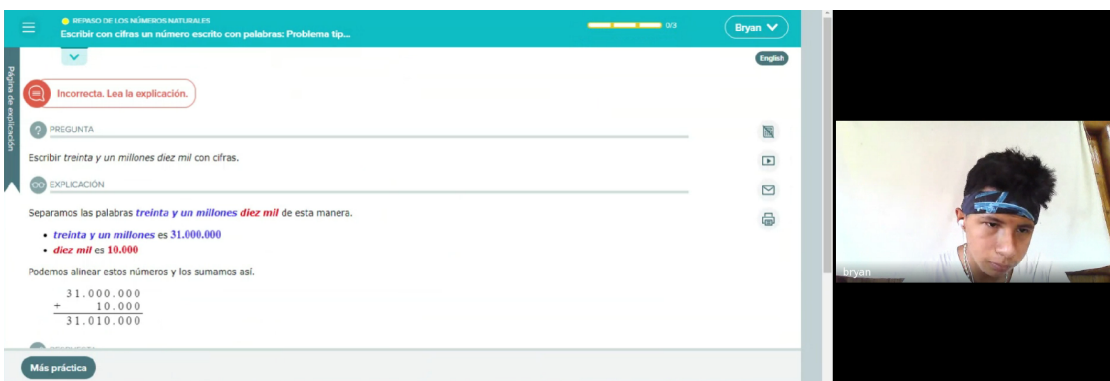 REPASO DE LOS NÚMEROS NATURALES
Escribir con cifras un número escrito con palabras: Problema tip...
0/3
Bryan
English
Página de explicación
Incorrecta. Lea la explicación.
? PREGUNTA
Escribir treinta y un millones diez mil con cifras.
EXPLICACIÓN
Separamos las palabras treinta y un millones diez mil de esta manera.
• treinta y un millones es 31.000.000
• diez mil es 10.000
Podemos alinear estos números y los sumamos así.
31.000.000
+ 10.000
31.010.000
Más práctica
bryan